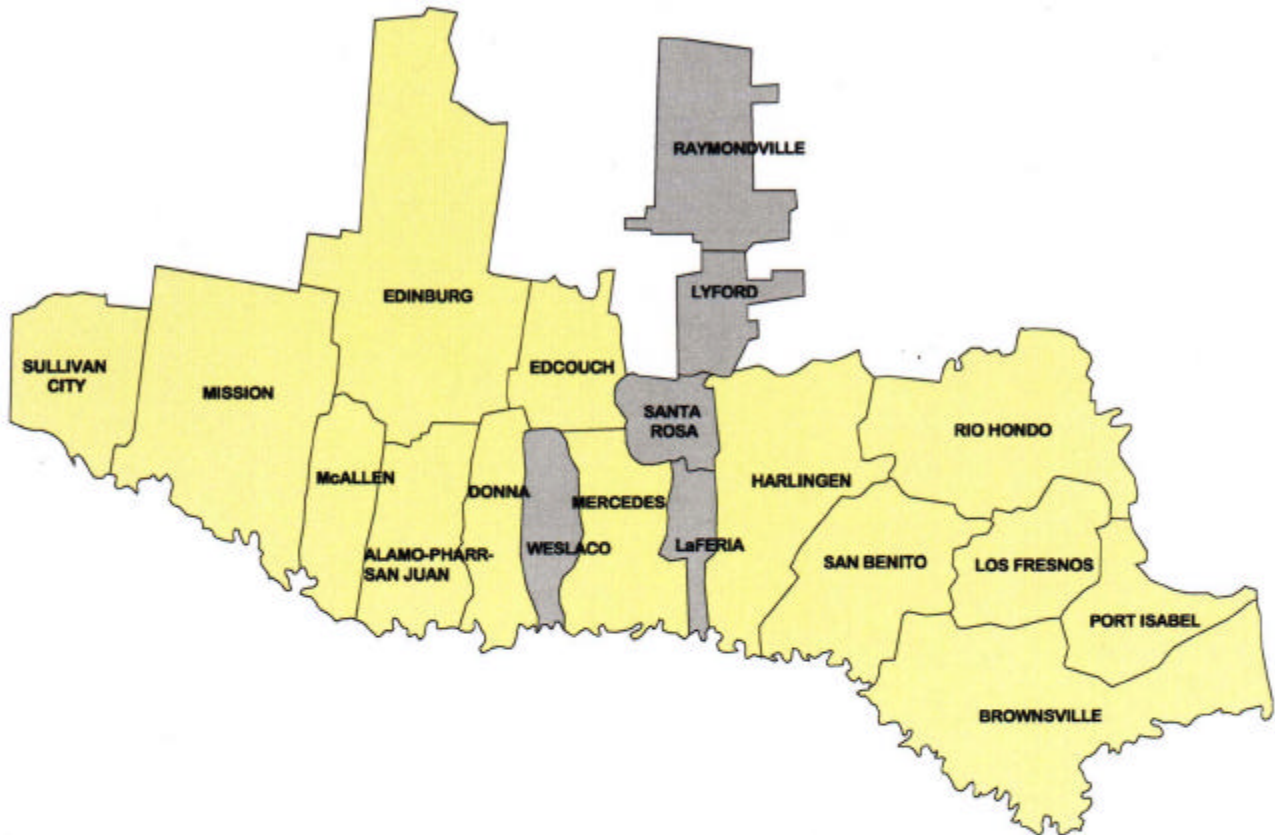 RAYMONDVILLE
LYFORD
EDINBURG
SULLIVAN
CITY
MISSION
EDCOUCH
SANTA
ROSA
RIO HONDO
McALLEN
DONNA
MERCEDES
HARLINGEN
ALAMO-PHARR-
SAN JUAN
WESLACO
LaFERIA
SAN BENITO
LOS FRESNOS
PORT ISABEL
BROWNSVILLE